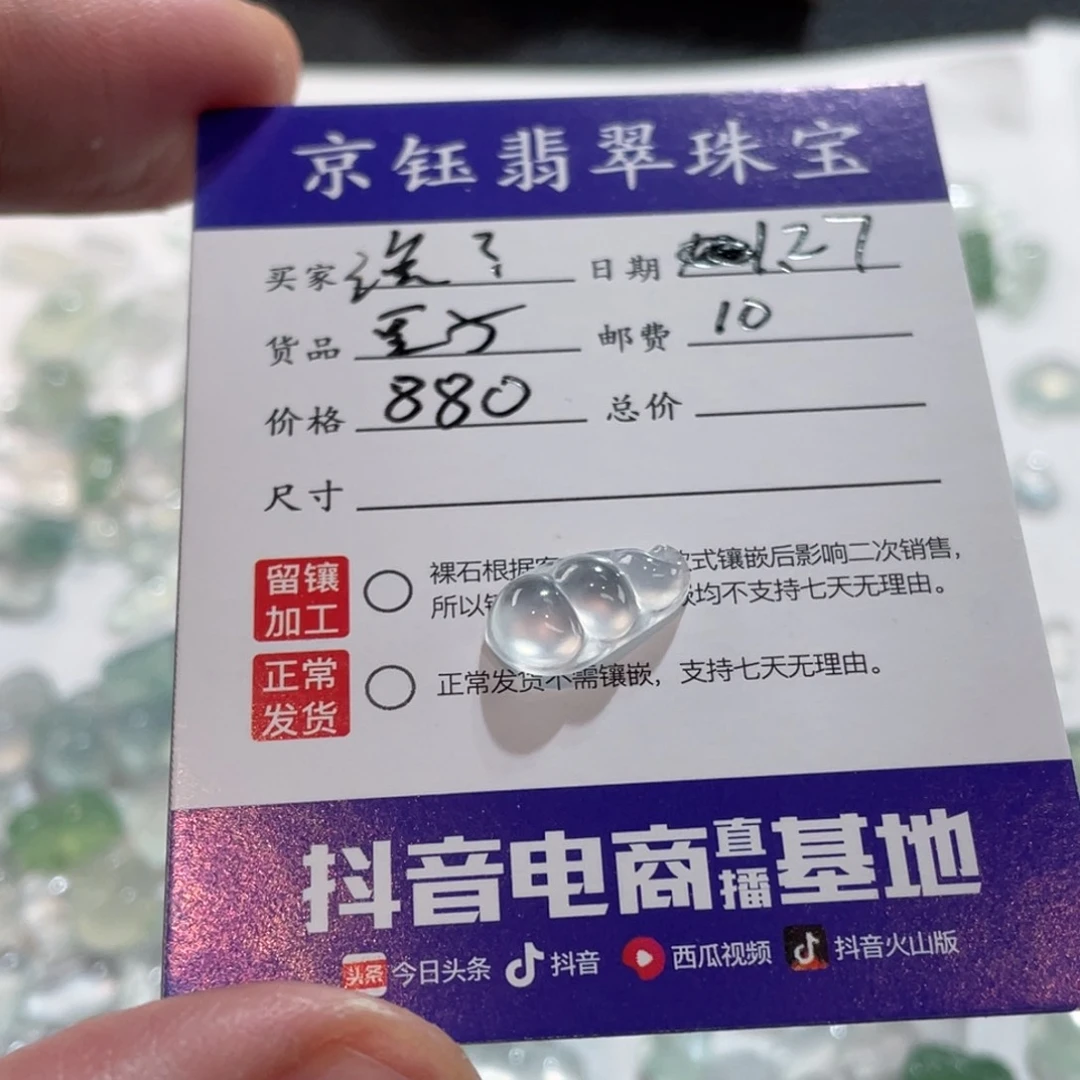 京钰翡翠珠宝
买家 日期 1.27
货品 邮费 10
价格 880 总价
尺寸
留镶加工 裸石根据客 款式镶嵌后影响二次销售，
所以 款均不支持七天无理由。
正常发货 正常发货不需镶嵌，支持七天无理由。
抖音电商直播基地
头条 今日头条 抖音 西瓜视频 抖音火山版